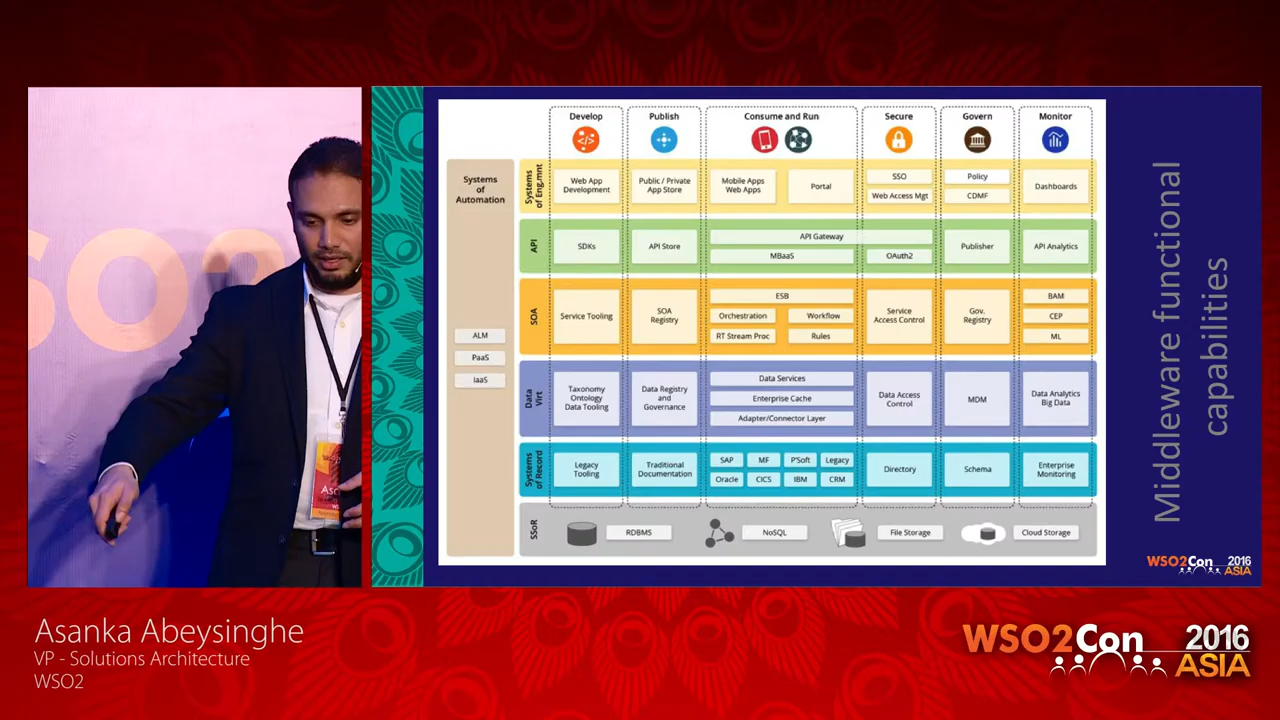 SO2
Develop
Publish
Consume and Run
Secure
Govern
Monitor
Systems
of
Automation
ALM
PaaS
IaaS
Systems
of Eng.mnt
Web App
Development
Public / Private
App Store
Mobile Apps
Web Apps
Portal
SSO
Web Access Mgt
Policy
CDMF
Dashboards
API
SDKs
API Store
API Gateway
MBaaS
OAuth2
Publisher
API Analytics
SOA
Service Tooling
SOA
Registry
ESB
Orchestration
Workflow
RT Stream Proc
Rules
Service
Access Control
Gov.
Registry
BAM
CEP
ML
Data
Virt
Taxonomy
Ontology
Data Tooling
Data Registry
and
Governance
Data Services
Enterprise Cache
Adapter/Connector Layer
Data Access
Control
MDM
Data Analytics
Big Data
Systems
of Record
Legacy
Tooling
Traditional
Documentation
SAP
MF
P'Soft
Legacy
Oracle
CICS
IBM
CRM
Directory
Schema
Enterprise
Monitoring
SSoR
RDBMS
NoSQL
File Storage
Cloud Storage
Middleware functional
capabilities
WSO2Con 2016
ASIA
Asanka Abeysinghe
VP - Solutions Architecture
WSO2
WSO2Con 2016
ASIA